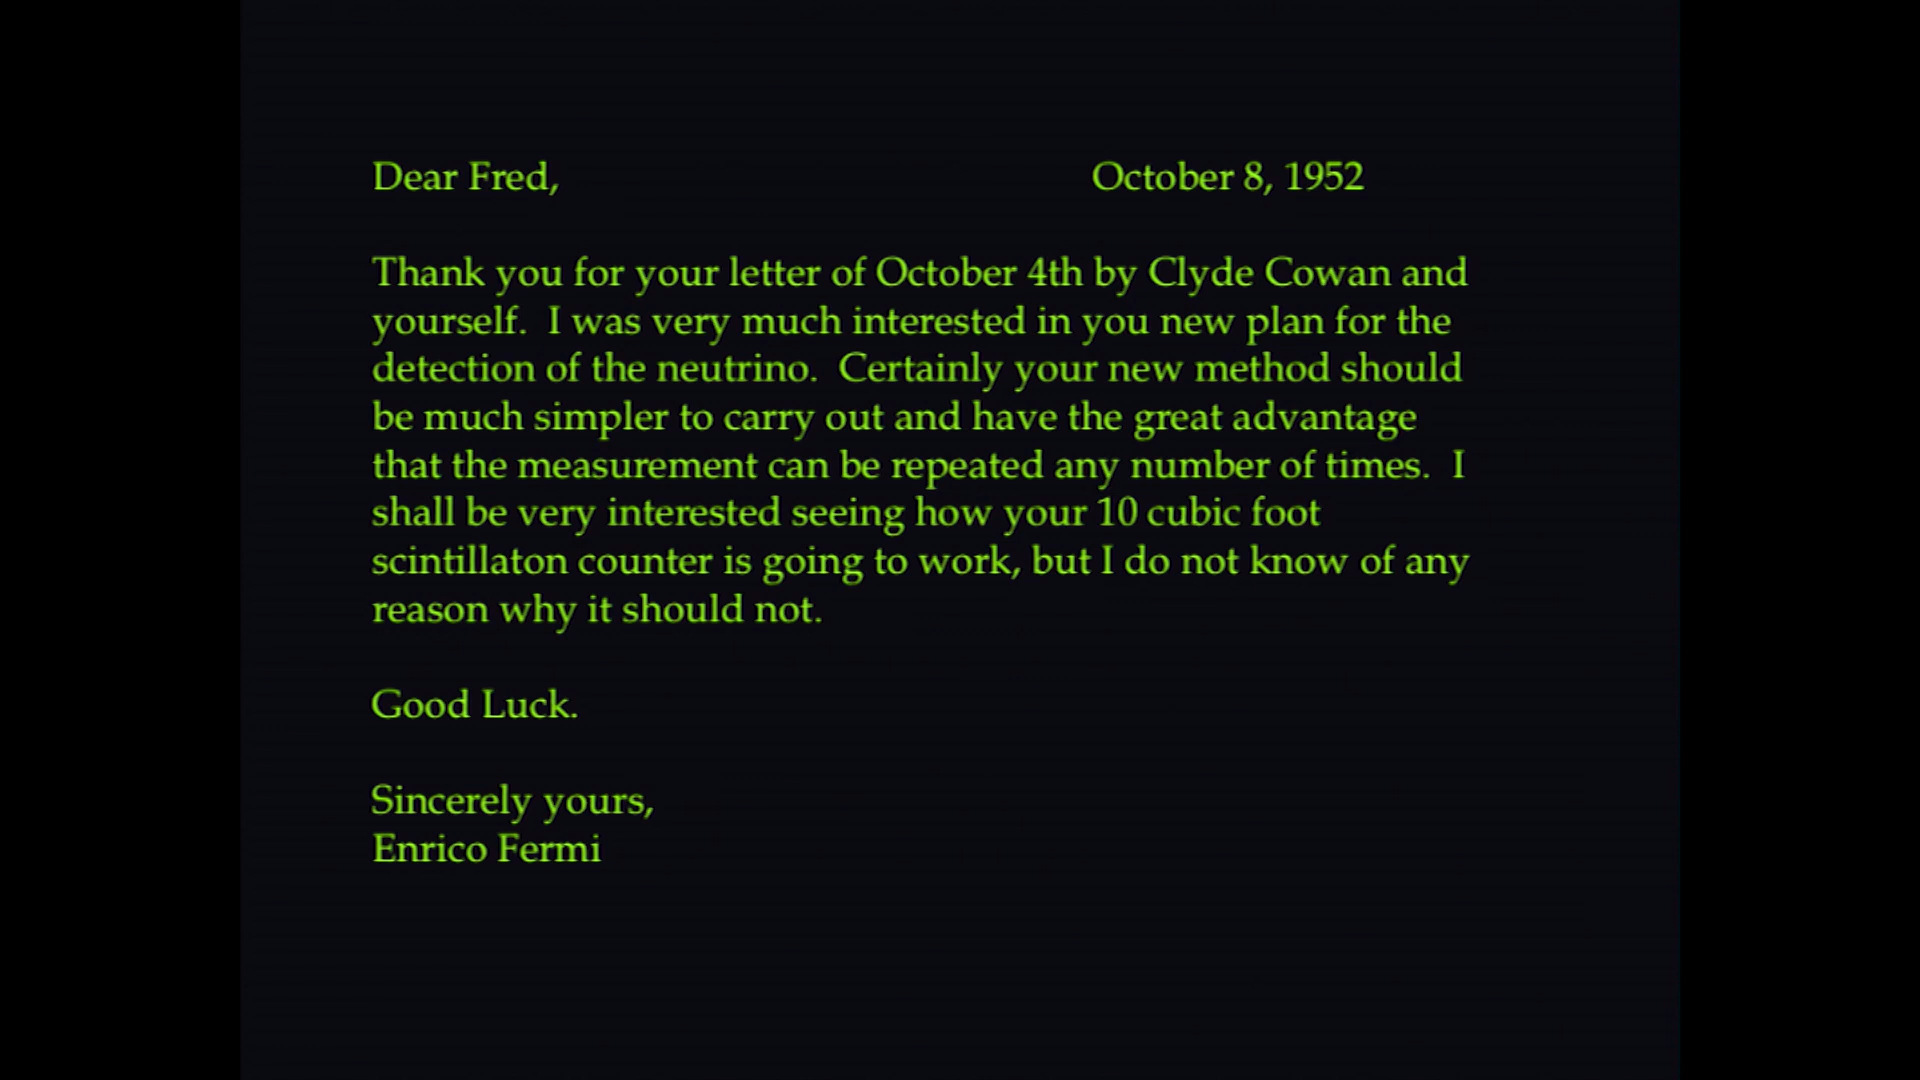 Dear Fred, October 8, 1952
Thank you for your letter of October 4th by Clyde Cowan and
yourself.  I was very much interested in you new plan for the
detection of the neutrino.  Certainly your new method should
be much simpler to carry out and have the great advantage
that the measurement can be repeated any number of times.  I
shall be very interested seeing how your 10 cubic foot
scintillaton counter is going to work, but I do not know of any
reason why it should not.
Good Luck.
Sincerely yours,
Enrico Fermi